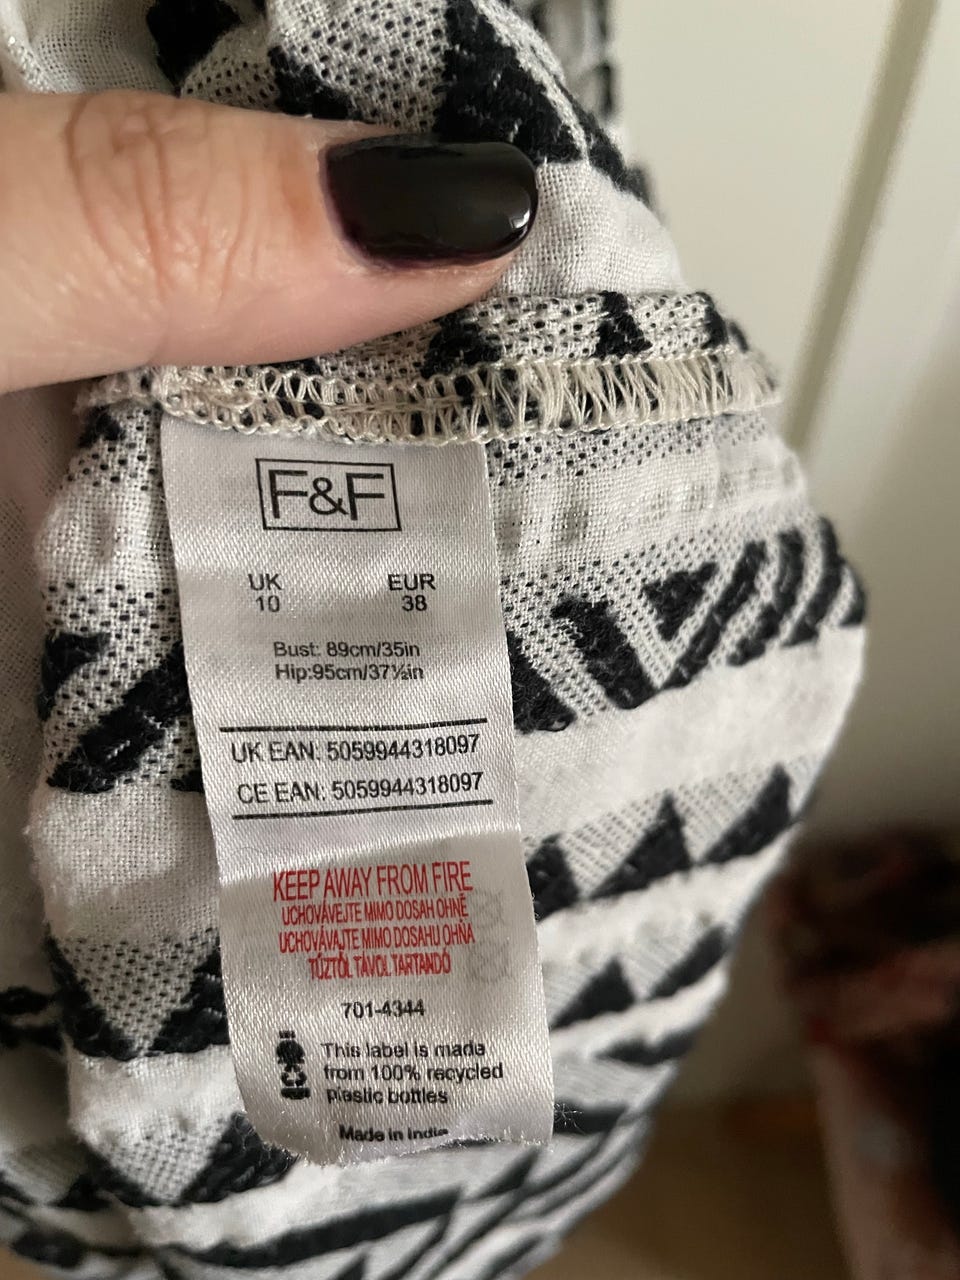 F&F
UK EUR
10 38
Bust: 89cm/35in
Hip:95cm/37½in
UK EAN: 5059944318097
CE EAN: 5059944318097
KEEP AWAY FROM FIRE
UCHOVÁVEJTE MIMO DOSAH OHNĚ
UCHOVÁVAJTE MIMO DOSAHU OHŇA
TŰZTŐL TÁVOL TARTANDÓ
701-4344
This label is made
from 100% recycled
plastic bottles
Made in India